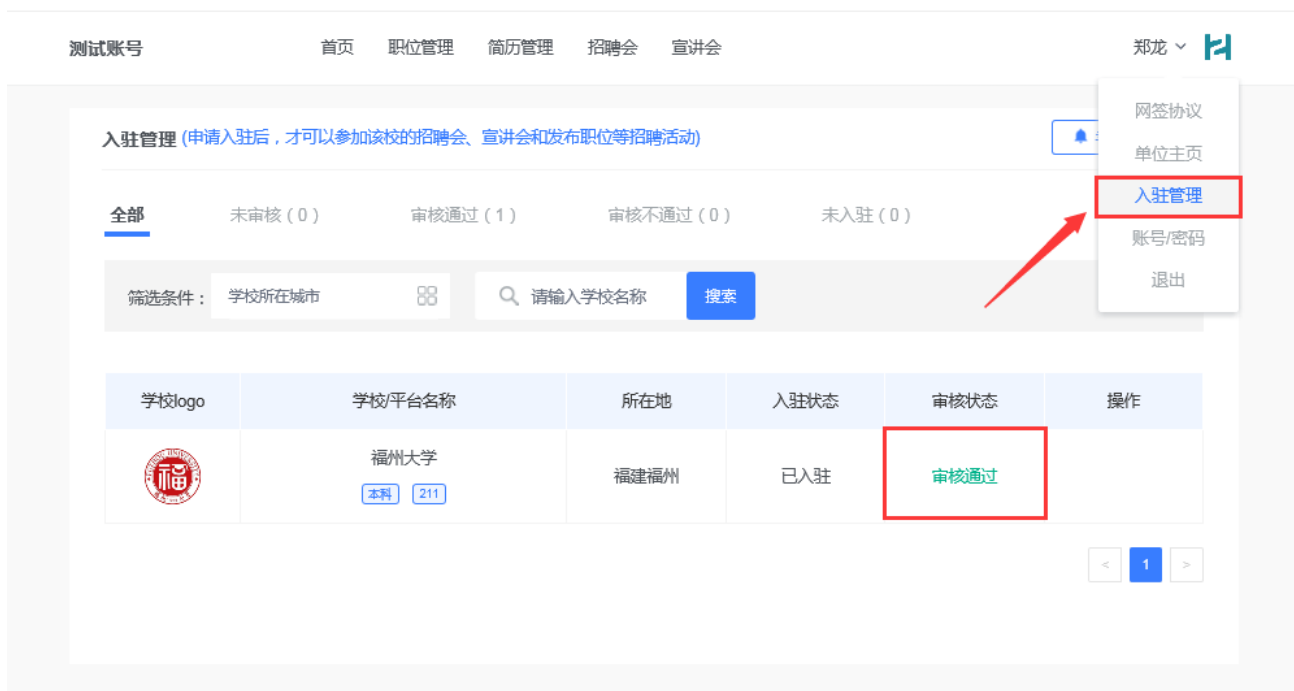 测试账号 首页 职位管理 简历管理 招聘会 宣讲会 郑龙
网签协议
单位主页
入驻管理
账号/密码
退出
入驻管理 (申请入驻后，才可以参加该校的招聘会、宣讲会和发布职位等招聘活动)
全部 未审核 ( 0 ) 审核通过 ( 1 ) 审核不通过 ( 0 ) 未入驻 ( 0 )
筛选条件： 学校所在城市 请输入学校名称 搜索
学校logo 学校/平台名称 所在地 入驻状态 审核状态 操作
福 福州大学 福建福州 已入驻 审核通过
本科 211
< 1 >